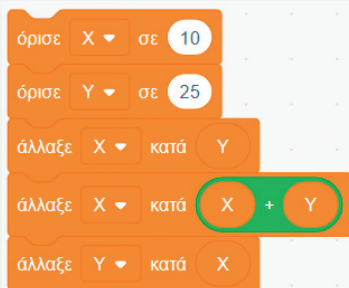 όρισε X σε 10
όρισε Y σε 25
άλλαξε X κατά Y
άλλαξε X κατά X + Y
άλλαξε Y κατά X